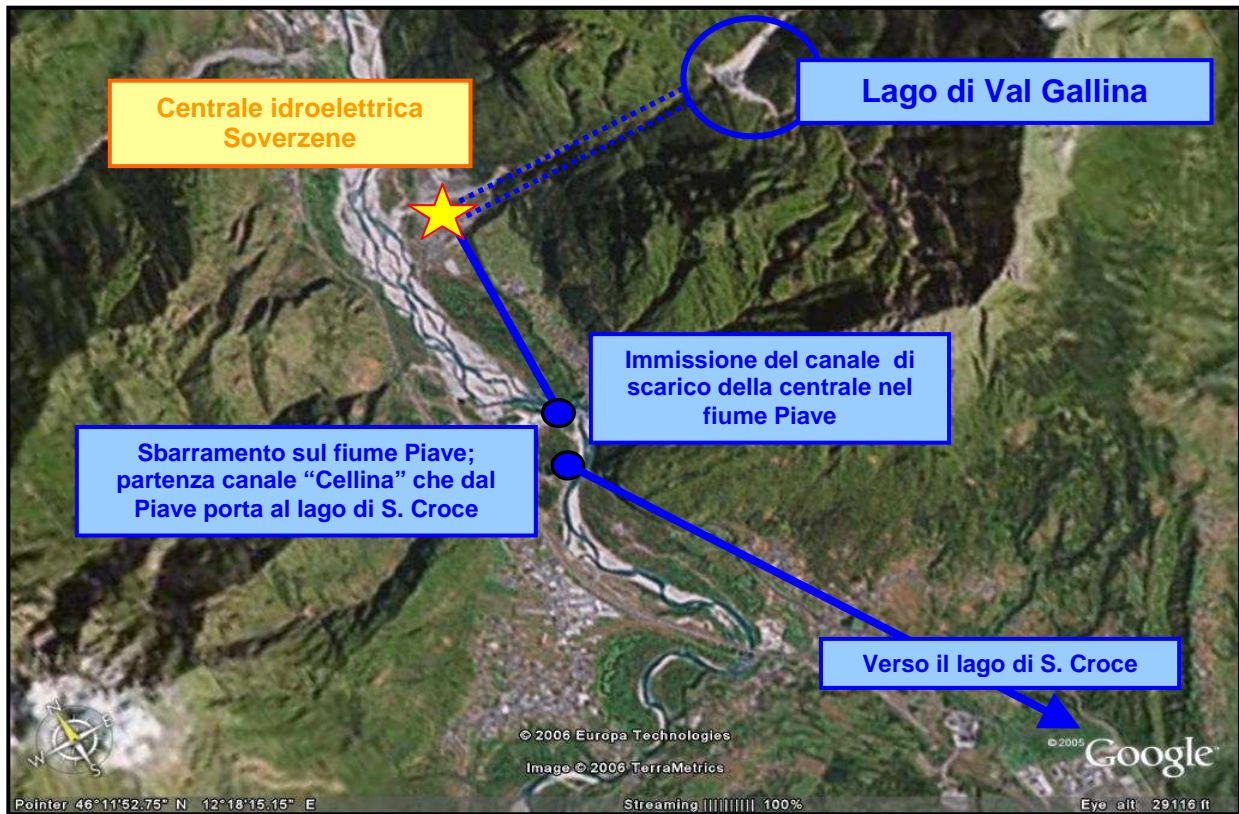 Centrale idroelettrica
Soverzene
Lago di Val Gallina
Immissione del canale di
scarico della centrale nel
fiume Piave
Sbarramento sul fiume Piave;
partenza canale “Cellina” che dal
Piave porta al lago di S. Croce
Verso il lago di S. Croce
N
E
W
S
© 2006 Europa Technologies
Image © 2006 TerraMetrics
©2005 Google™
Pointer 46°11'52.75" N 12°18'15.15" E
Streaming |||||||||| 100%
Eye alt 29116 ft